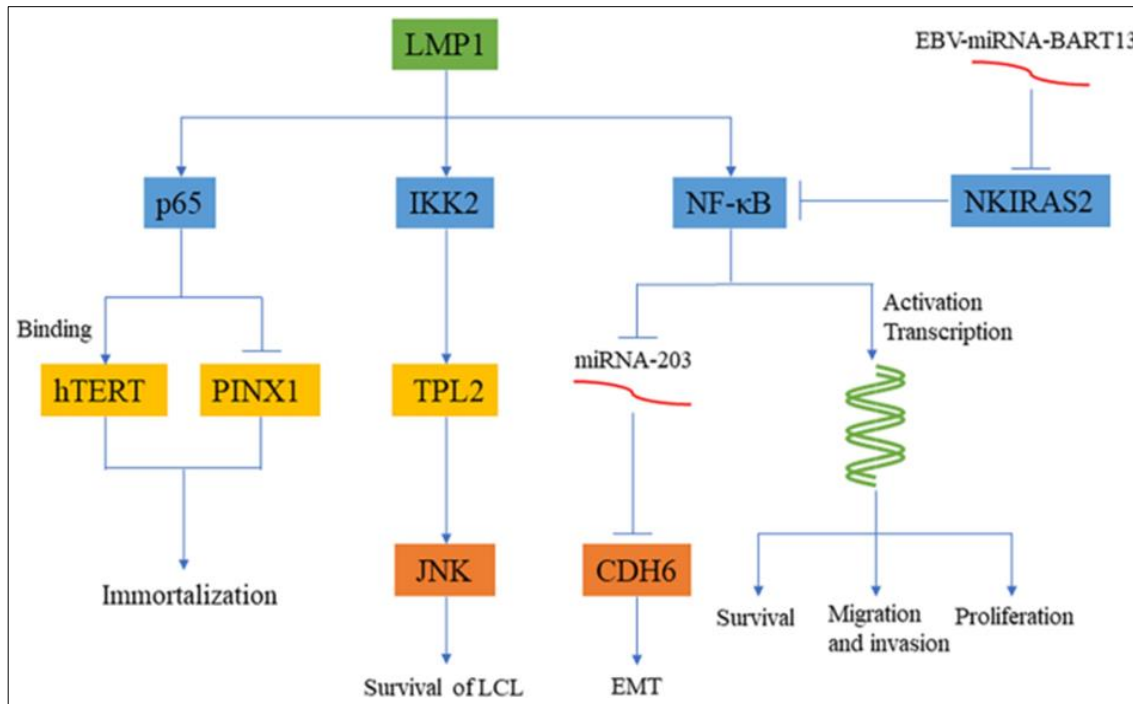 LMP1
EBV-miRNA-BART13
p65
IKK2
NF-κB
NKIRAS2
Binding
Activation
Transcription
hTERT
PINX1
TPL2
miRNA-203
JNK
CDH6
Immortalization
Survival
Migration
and invasion
Proliferation
Survival of LCL
EMT